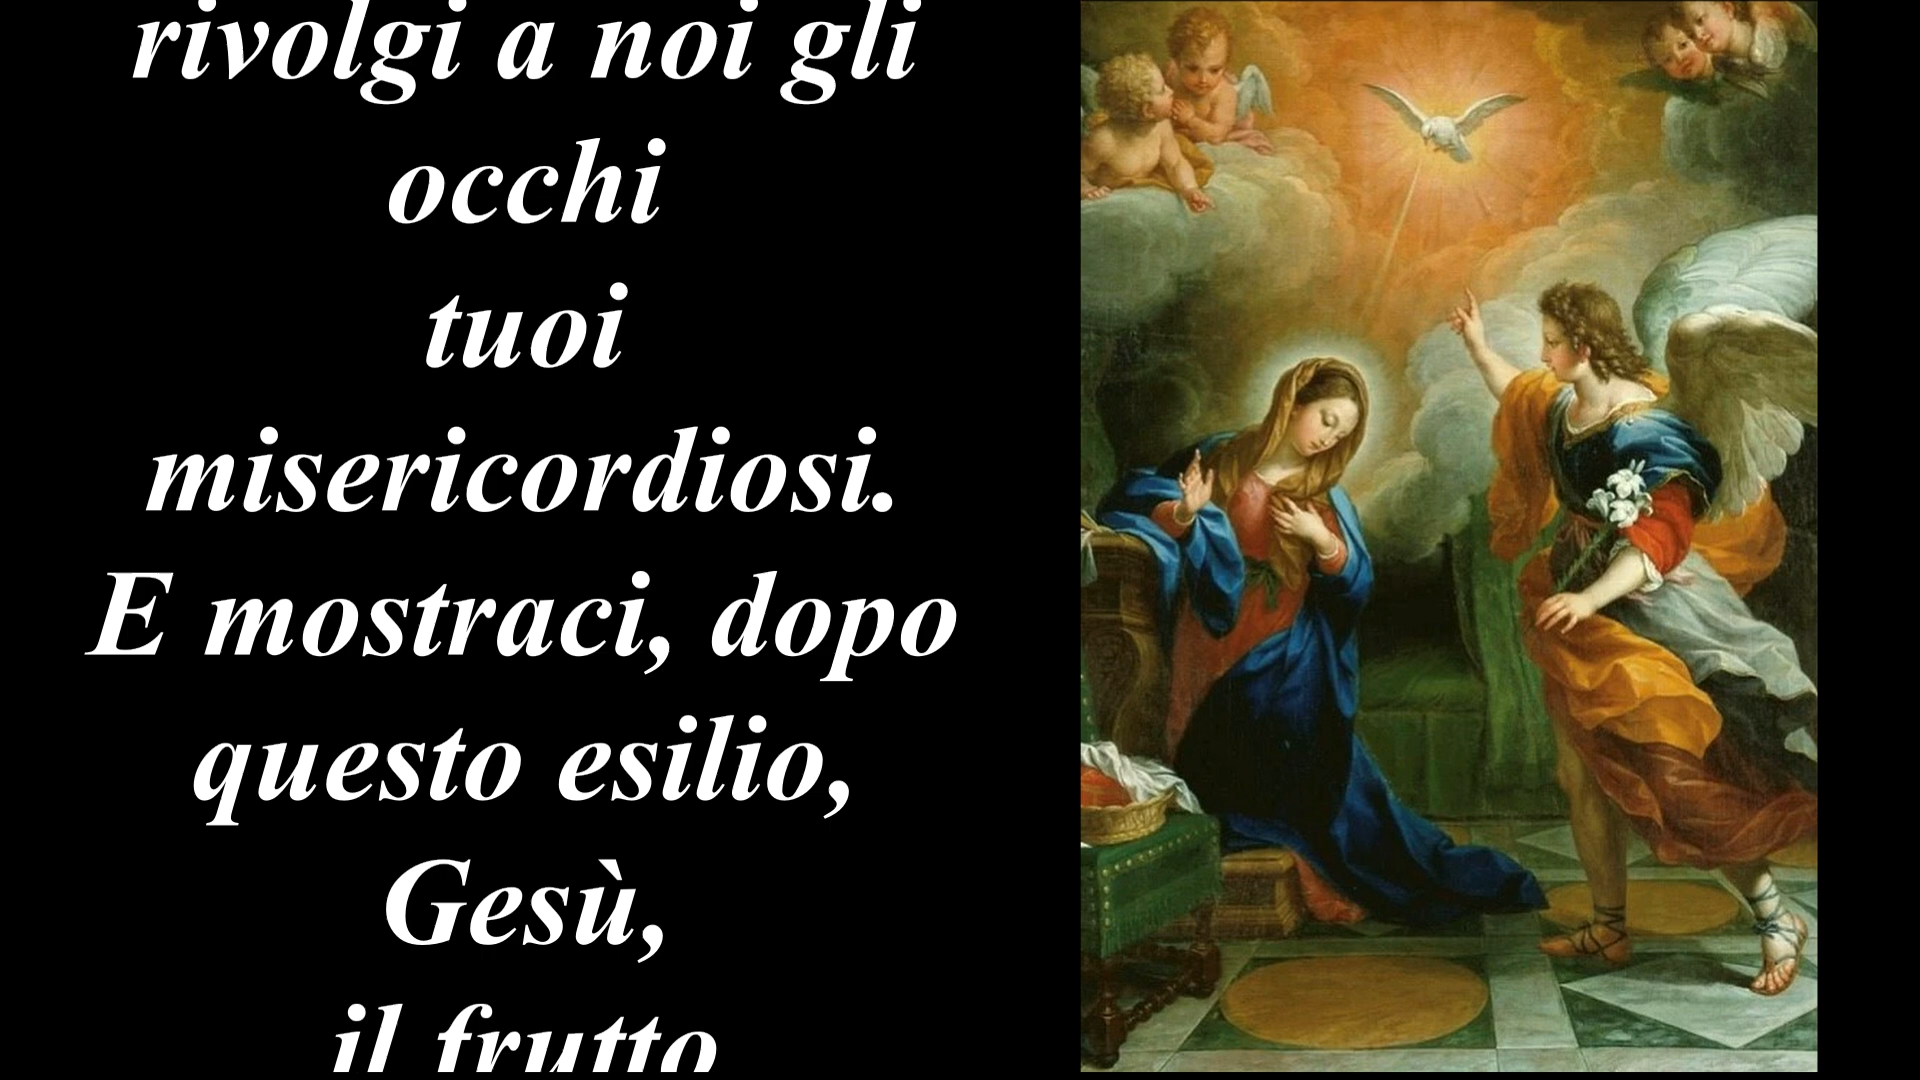 rivolgi a noi gli
occhi
tuoi
misericordiosi.
E mostraci, dopo
questo esilio,
Gesù,
il frutto